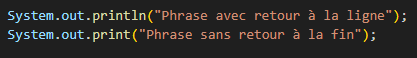 System.out.println("Phrase avec retour à la ligne");
System.out.print("Phrase sans retour à la fin");